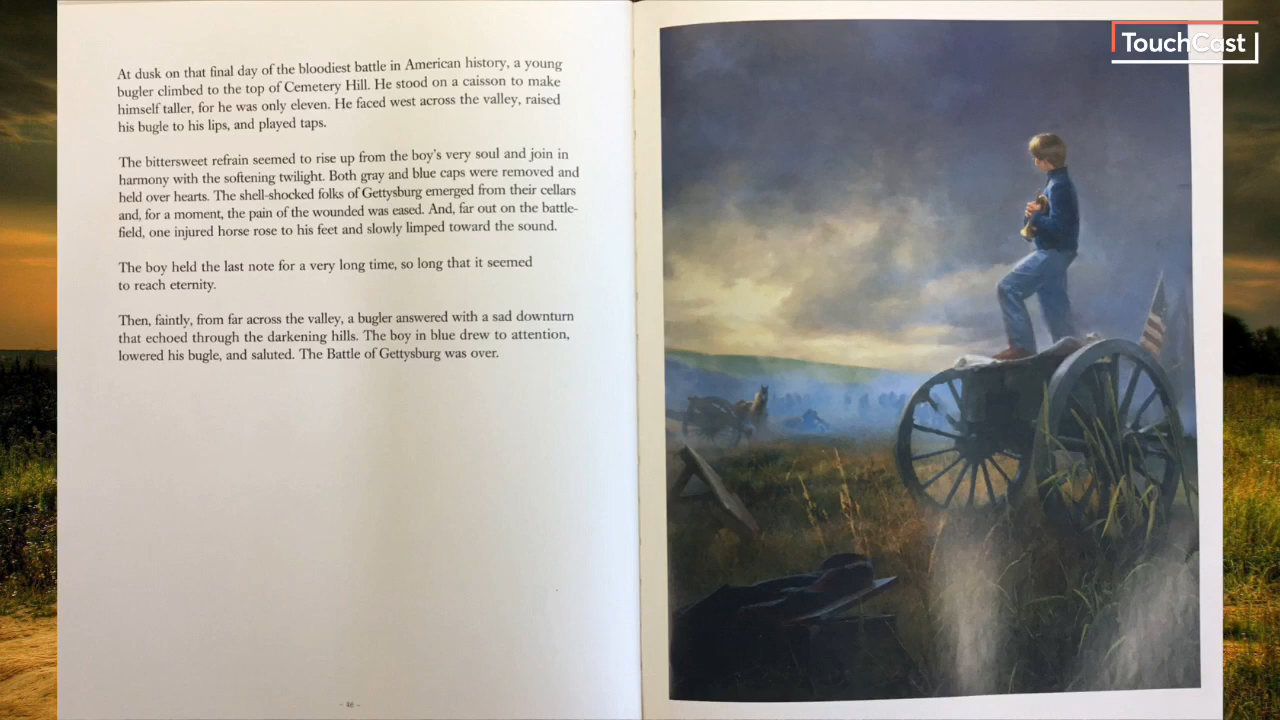 At dusk on that final day of the bloodiest battle in American history, a young
bugler climbed to the top of Cemetery Hill. He stood on a caisson to make
himself taller, for he was only eleven. He faced west across the valley, raised
his bugle to his lips, and played taps.
The bittersweet refrain seemed to rise up from the boy's very soul and join in
harmony with the softening twilight. Both gray and blue caps were removed and
held over hearts. The shell-shocked folks of Gettysburg emerged from their cellars
and, for a moment, the pain of the wounded was eased. And, far out on the battle-
field, one injured horse rose to his feet and slowly limped toward the sound.
The boy held the last note for a very long time, so long that it seemed
to reach eternity.
Then, faintly, from far across the valley, a bugler answered with a sad downturn
that echoed through the darkening hills. The boy in blue drew to attention,
lowered his bugle, and saluted. The Battle of Gettysburg was over.
- 46 -
TouchCast